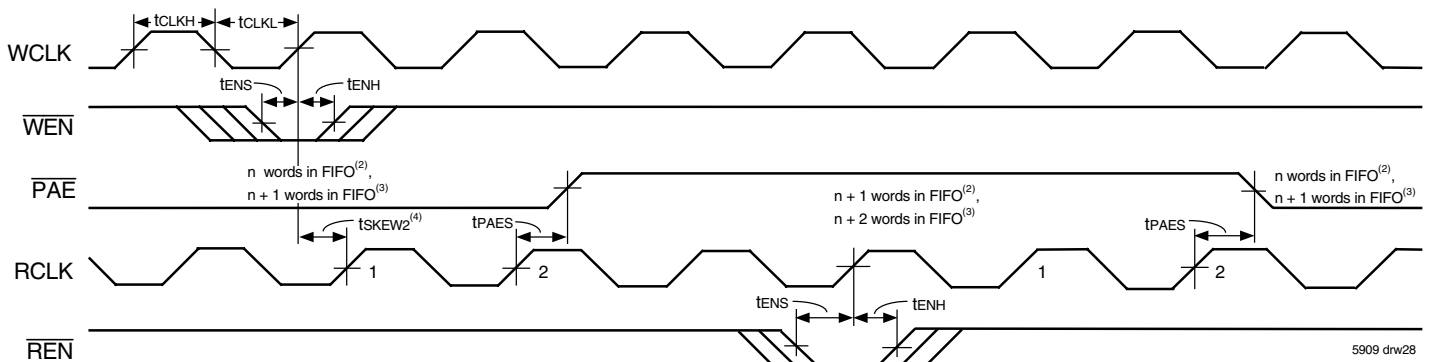 tCLKH
tCLKL
WCLK
tENS
tENH
WEN
n words in FIFO(2),
n + 1 words in FIFO(3)
PAE
n + 1 words in FIFO(2),
n + 2 words in FIFO(3)
n words in FIFO(2),
n + 1 words in FIFO(3)
tSKEW2(4)
tPAES
tPAES
RCLK
1
2
1
2
tENS
tENH
REN
5909 drw28